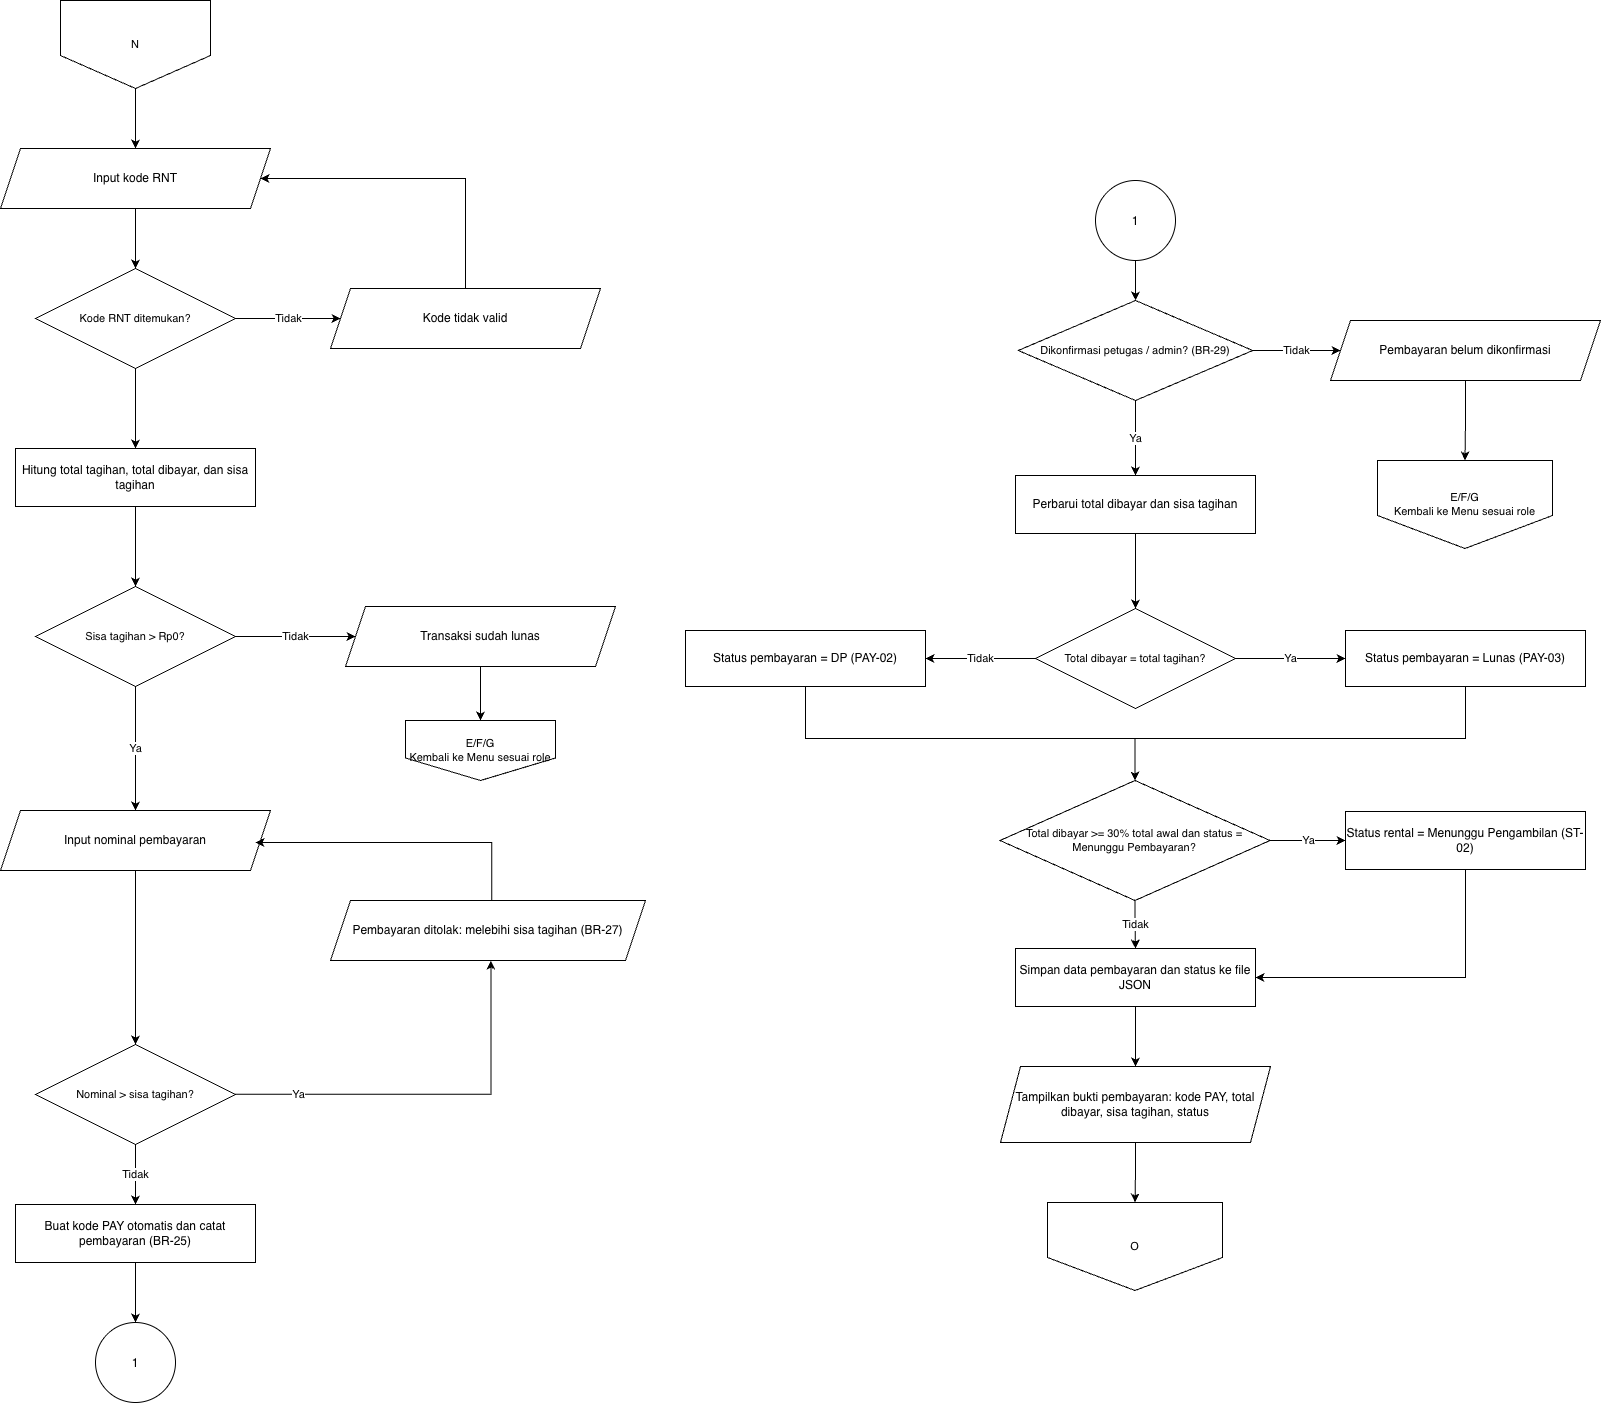 N
Input kode RNT
Kode RNT ditemukan?
Tidak
Kode tidak valid
Hitung total tagihan, total dibayar, dan sisa
tagihan
Sisa tagihan > Rp0?
Tidak
Transaksi sudah lunas
E/F/G
Kembali ke Menu sesuai role
Ya
Input nominal pembayaran
Pembayaran ditolak: melebihi sisa tagihan (BR-27)
Nominal > sisa tagihan?
Ya
Tidak
Buat kode PAY otomatis dan catat
pembayaran (BR-25)
1
1
Dikonfirmasi petugas / admin? (BR-29)
Tidak
Pembayaran belum dikonfirmasi
E/F/G
Kembali ke Menu sesuai role
Ya
Perbarui total dibayar dan sisa tagihan
Status pembayaran = DP (PAY-02)
Tidak
Total dibayar = total tagihan?
Ya
Status pembayaran = Lunas (PAY-03)
Total dibayar >= 30% total awal dan status =
Menunggu Pembayaran?
Ya
Status rental = Menunggu Pengambilan (ST-
02)
Tidak
Simpan data pembayaran dan status ke file
JSON
Tampilkan bukti pembayaran: kode PAY, total
dibayar, sisa tagihan, status
O